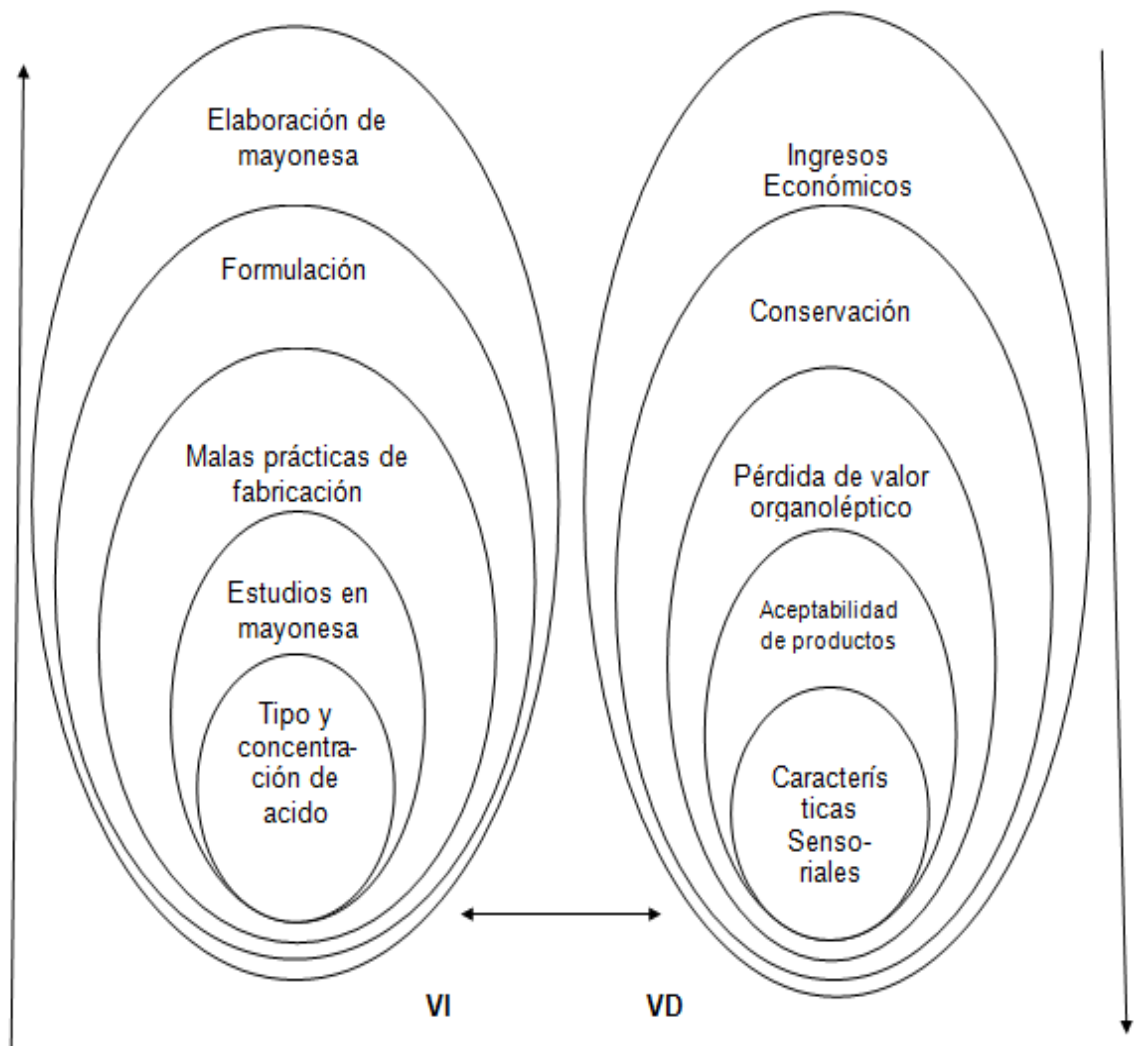 Elaboración de
mayonesa
Formulación
Malas prácticas de
fabricación
Estudios en
mayonesa
Tipo y
concentra-
ción de
acido
Ingresos
Económicos
Conservación
Pérdida de valor
organoléptico
Aceptabilidad
de productos
Caracterís
ticas
Senso-
riales
VI
VD